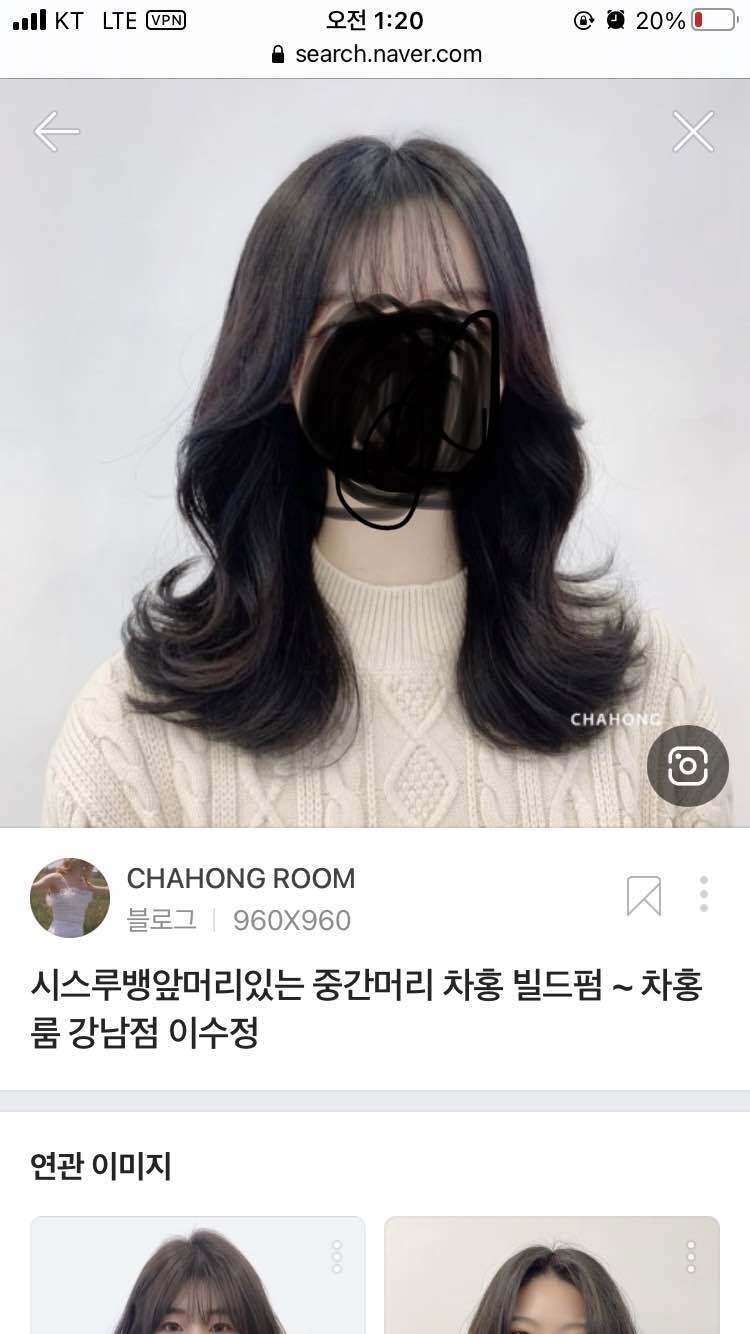 KT LTE VPN 오전 1:20 20%
search.naver.com
CHAHONG
CHAHONG ROOM
블로그 | 960X960
시스루뱅앞머리있는 중간머리 차홍 빌드펌 ~ 차홍
룸 강남점 이수정
연관 이미지